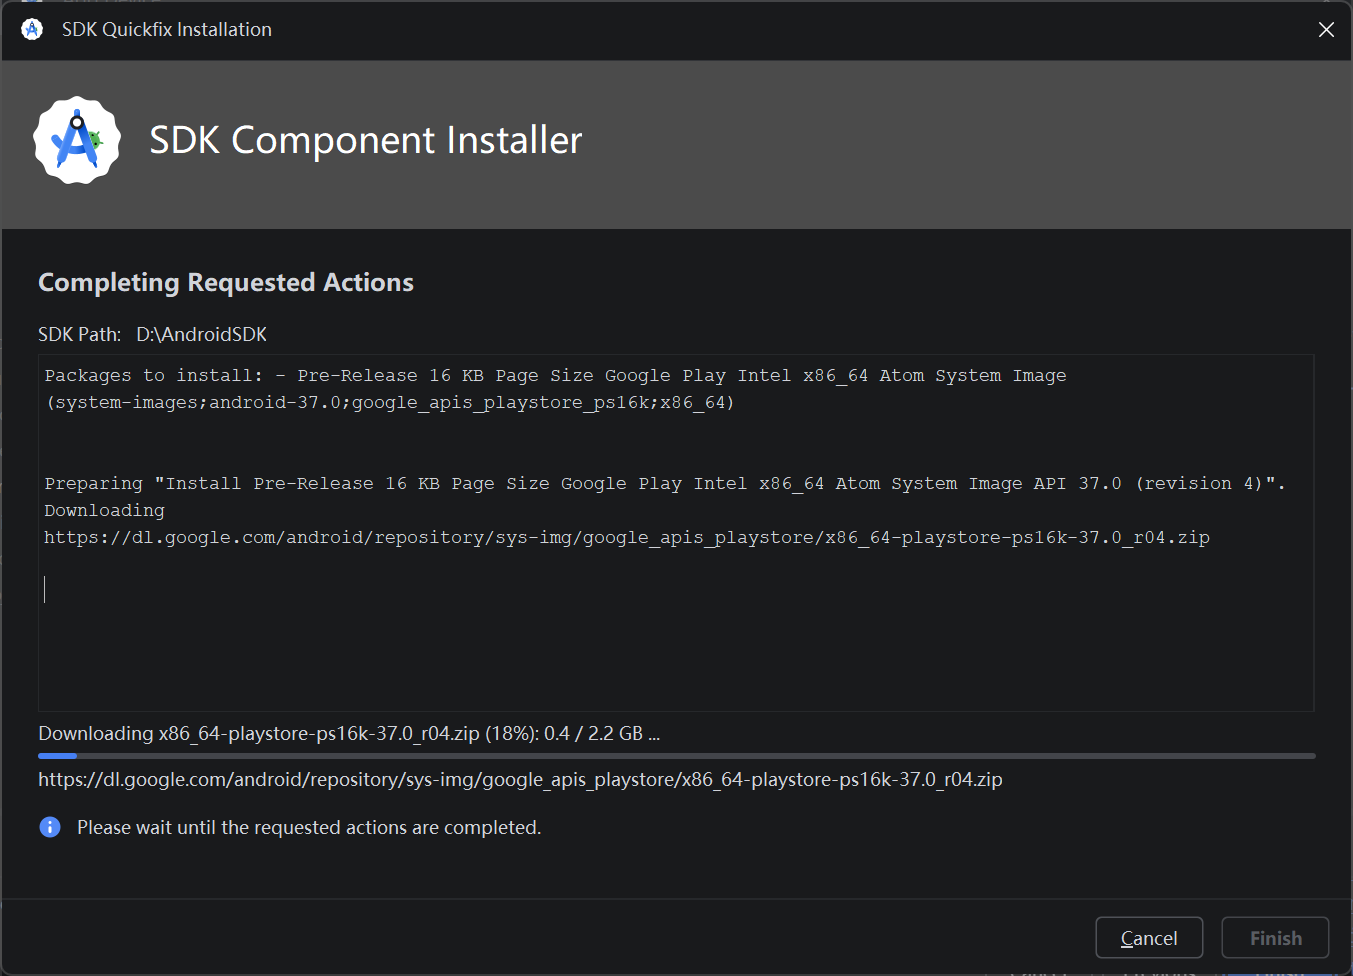 SDK Quickfix Installation
SDK Component Installer
Completing Requested Actions
SDK Path: D:\AndroidSDK
Packages to install: - Pre-Release 16 KB Page Size Google Play Intel x86_64 Atom System Image
(system-images;android-37.0;google_apis_playstore_ps16k;x86_64)
Preparing "Install Pre-Release 16 KB Page Size Google Play Intel x86_64 Atom System Image API 37.0 (revision 4)".
Downloading
https://dl.google.com/android/repository/sys-img/google_apis_playstore/x86_64-playstore-ps16k-37.0_r04.zip
Downloading x86_64-playstore-ps16k-37.0_r04.zip (18%): 0.4 / 2.2 GB ...
https://dl.google.com/android/repository/sys-img/google_apis_playstore/x86_64-playstore-ps16k-37.0_r04.zip
Please wait until the requested actions are completed.
Cancel Finish